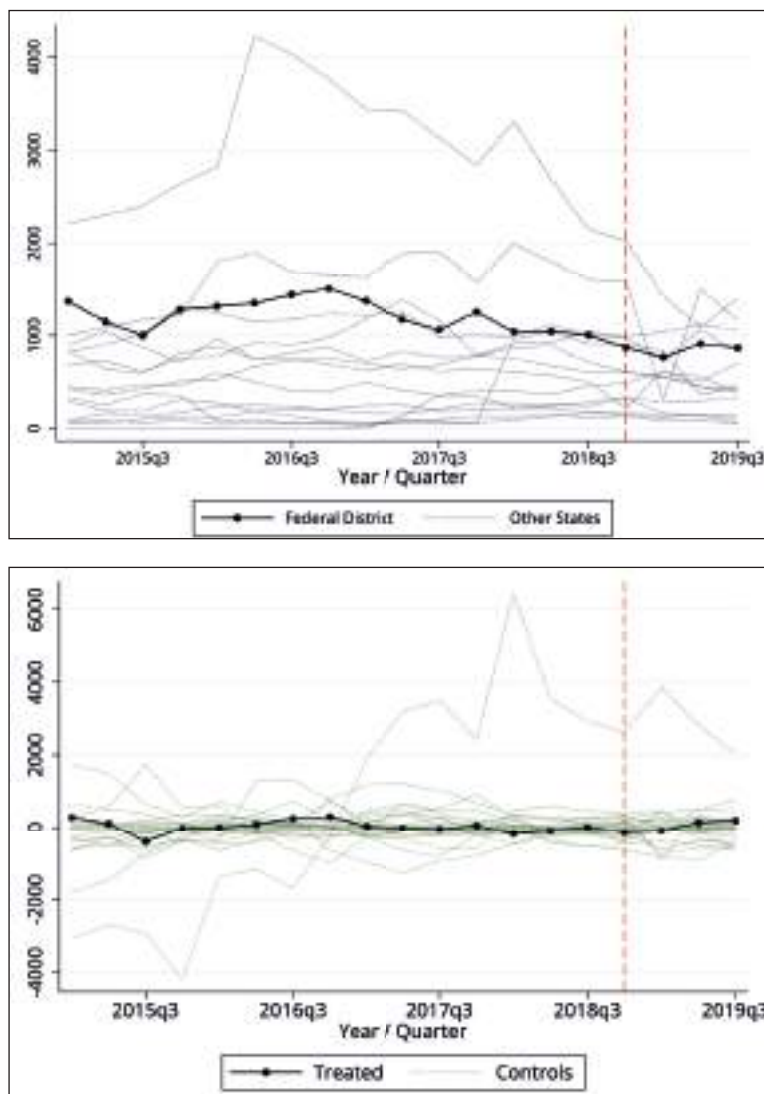 4000
3000
2000
1000
0
2015q3 2016q3 2017q3 2018q3 2019q3
Year / Quarter
Federal District Other States
6000
4000
2000
0
-2000
-4000
2015q3 2016q3 2017q3 2018q3 2019q3
Year / Quarter
Treated Controls